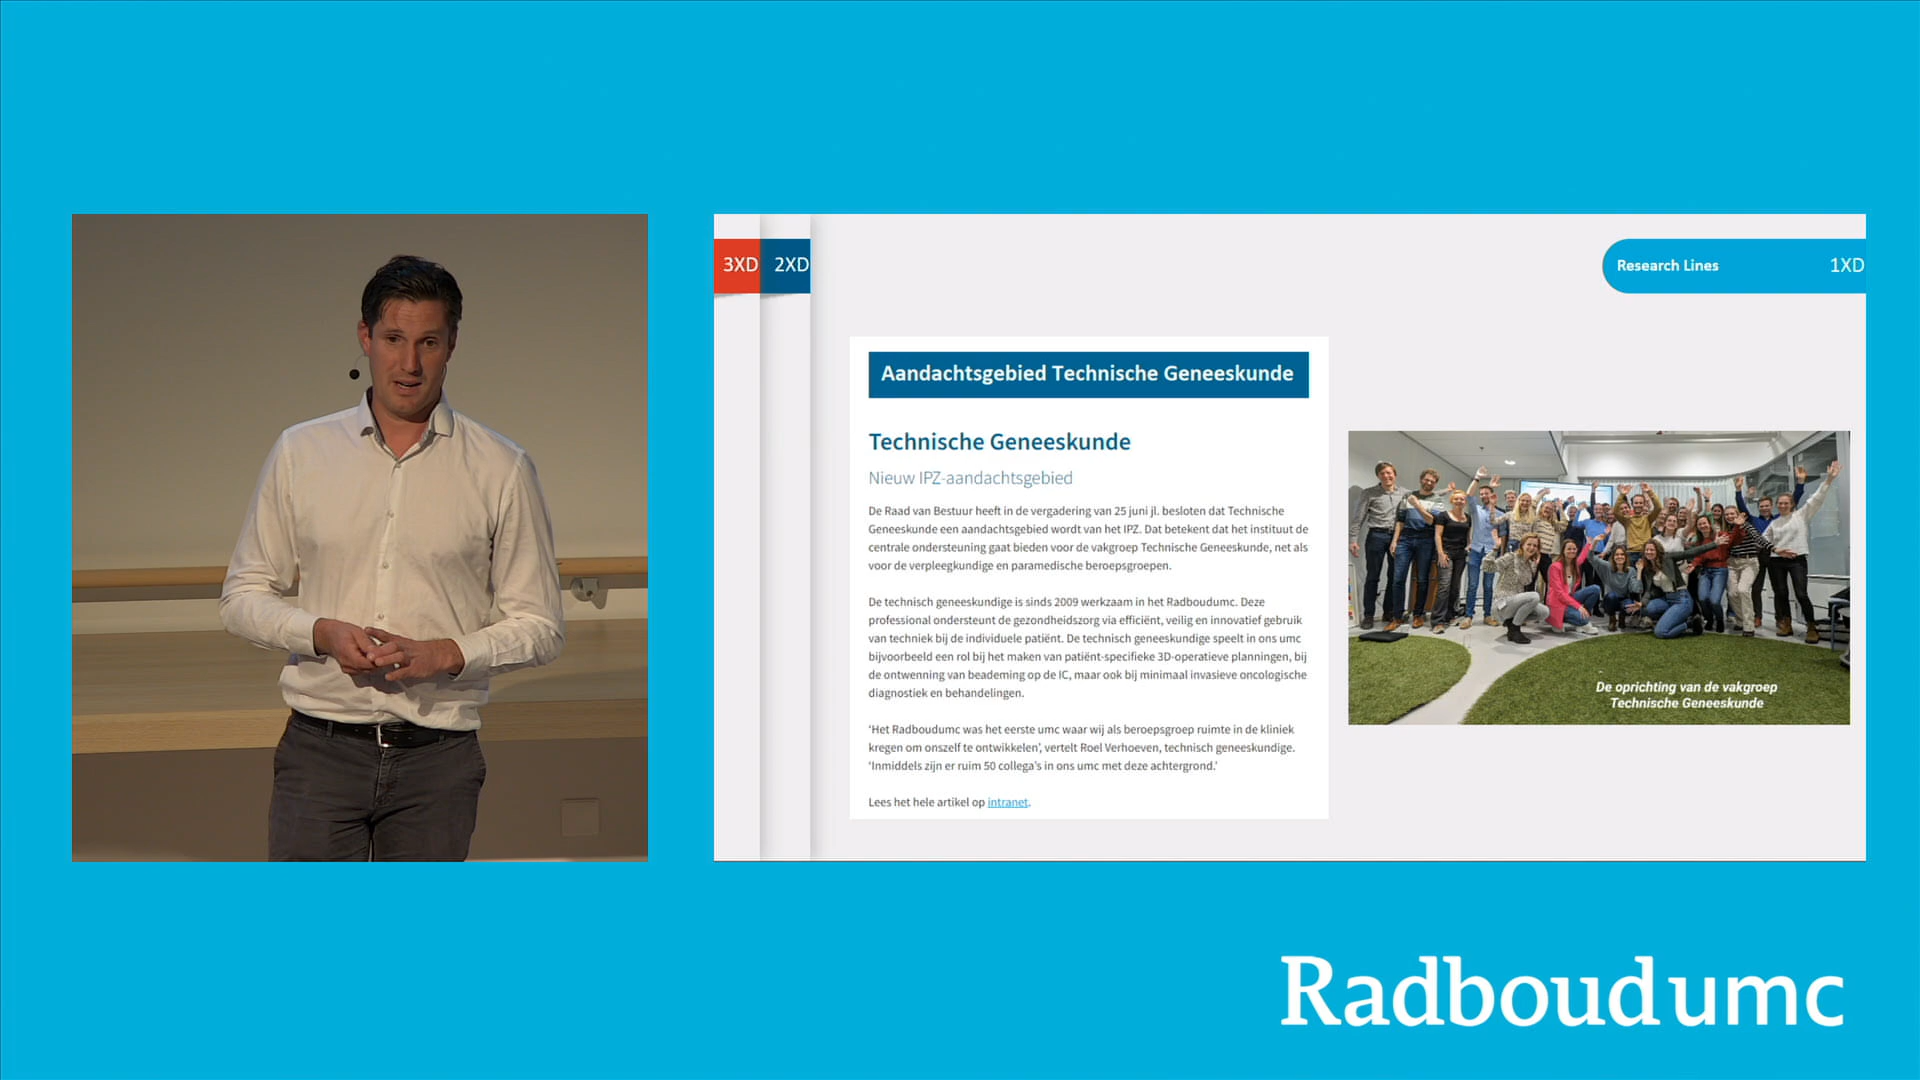 3XD
2XD
Research Lines
1XD
Aandachtsgebied Technische Geneeskunde
Technische Geneeskunde
Nieuw IPZ-aandachtsgebied
De Raad van Bestuur heeft in de vergadering van 25 juni jl. besloten dat Technische
Geneeskunde een aandachtsgebied wordt van het IPZ. Dat betekent dat het instituut de
centrale ondersteuning gaat bieden voor de vakgroep Technische Geneeskunde, net als
voor de verpleegkundige en paramedische beroepsgroepen.
De technisch geneeskundige is sinds 2009 werkzaam in het Radboudumc. Deze
professional ondersteunt de gezondheidszorg via efficiënt, veilig en innovatief gebruik
van techniek bij de individuele patiënt. De technisch geneeskundige speelt in ons umc
bijvoorbeeld een rol bij het maken van patiënt-specifieke 3D-operatieve planningen, bij
de ontwenning van beademing op de IC, maar ook bij minimaal invasieve oncologische
diagnostiek en behandelingen.
‘Het Radboudumc was het eerste umc waar wij als beroepsgroep ruimte in de kliniek
kregen om onszelf te ontwikkelen’, vertelt Roel Verhoeven, technisch geneeskundige.
‘Inmiddels zijn er ruim 50 collega’s in ons umc met deze achtergrond.’
Lees het hele artikel op intranet.
De oprichting van de vakgroep
Technische Geneeskunde
Radboudumc